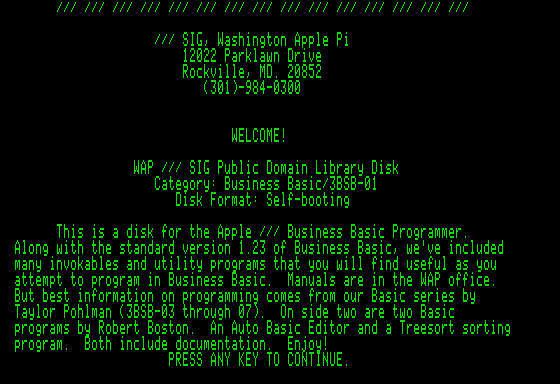 /// /// /// /// /// /// /// /// /// /// /// /// /// /// ///
/// SIG, Washington Apple Pi
12022 Parklawn Drive
Rockville, MD. 20852
(301)-984-0300
WELCOME!
WAP /// SIG Public Domain Library Disk
Category: Business Basic/3BSB-01
Disk Format: Self-booting
This is a disk for the Apple /// Business Basic Programmer.
Along with the standard version 1.23 of Business Basic, we've included
many invokables and utility programs that you will find useful as you
attempt to program in Business Basic.  Manuals are in the WAP office.
But best information on programming comes from our Basic series by
Taylor Pohlman (3BSB-03 through 07).  On side two are two Basic
programs by Robert Boston.  An Auto Basic Editor and a Treesort sorting
program.  Both include documentation.  Enjoy!
PRESS ANY KEY TO CONTINUE.